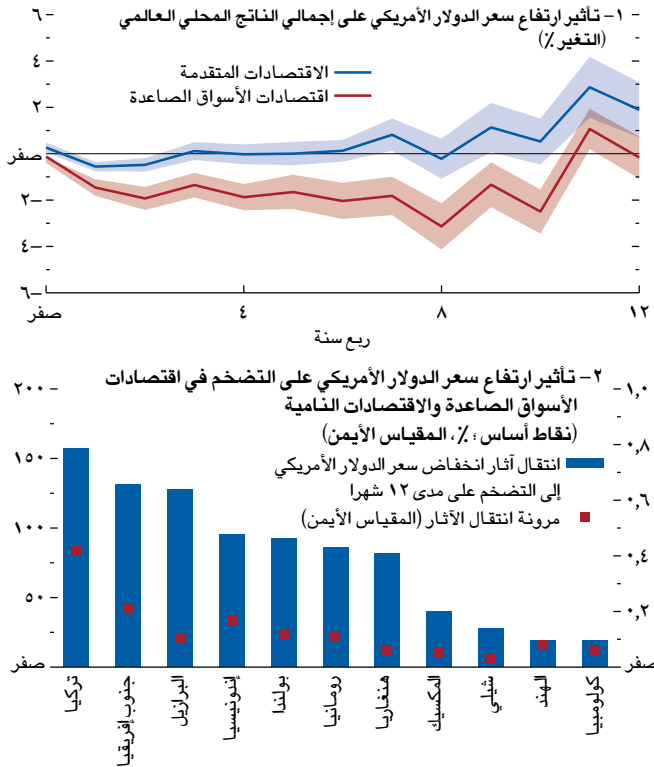 ١– تأثير ارتفاع سعر الدولار الأمريكي على إجمالي الناتج المحلي العالمي
(التغير ٪)
الاقتصادات المتقدمة
اقتصادات الأسواق الصاعدة
٦
٤
٢
صفر
٢–
٤–
٦–
صفر
٤
٨
١٢
ربع سنة
٢– تأثير ارتفاع سعر الدولار الأمريكي على التضخم في اقتصادات
الأسواق الصاعدة والاقتصادات النامية
(نقاط أساس؛ ٪، المقياس الأيمن)
انتقال آثار انخفاض سعر الدولار الأمريكي
إلى التضخم على مدى ١٢ شهرا
مرونة انتقال الآثار (المقياس الأيمن)
٢٠٠
١٥٠
١٠٠
٥٠
صفر
١,٠
٠,٨
٠,٦
٠,٤
٠,٢
صفر
تركيا
جنوب إفريقيا
البرازيل
إندونيسيا
بولندا
رومانيا
هنغاريا
المكسيك
شيلي
الهند
كولومبيا